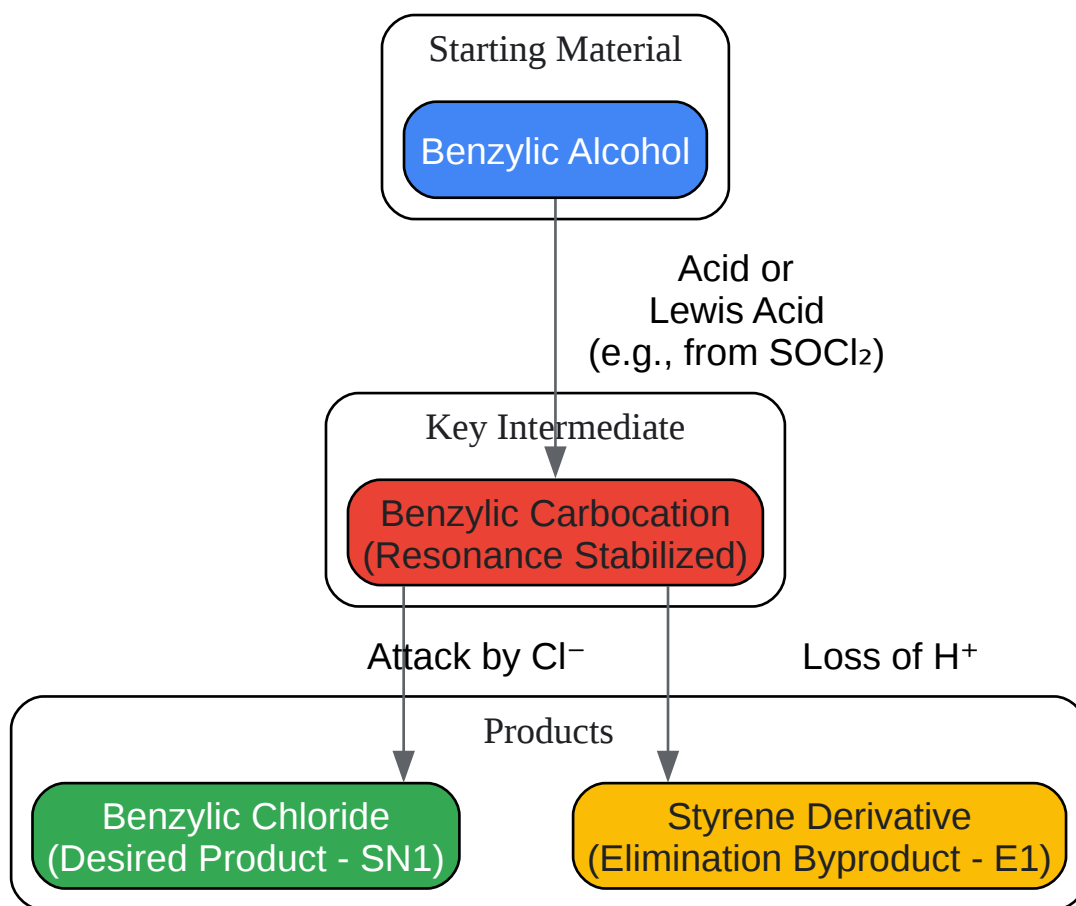 Starting Material
Benzylic Alcohol
Acid or
Lewis Acid
(e.g., from SOCl₂)
Key Intermediate
Benzylic Carbocation
(Resonance Stabilized)
Attack by Cl⁻
Loss of H⁺
Products
Benzylic Chloride
(Desired Product - SN1)
Styrene Derivative
(Elimination Byproduct - E1)